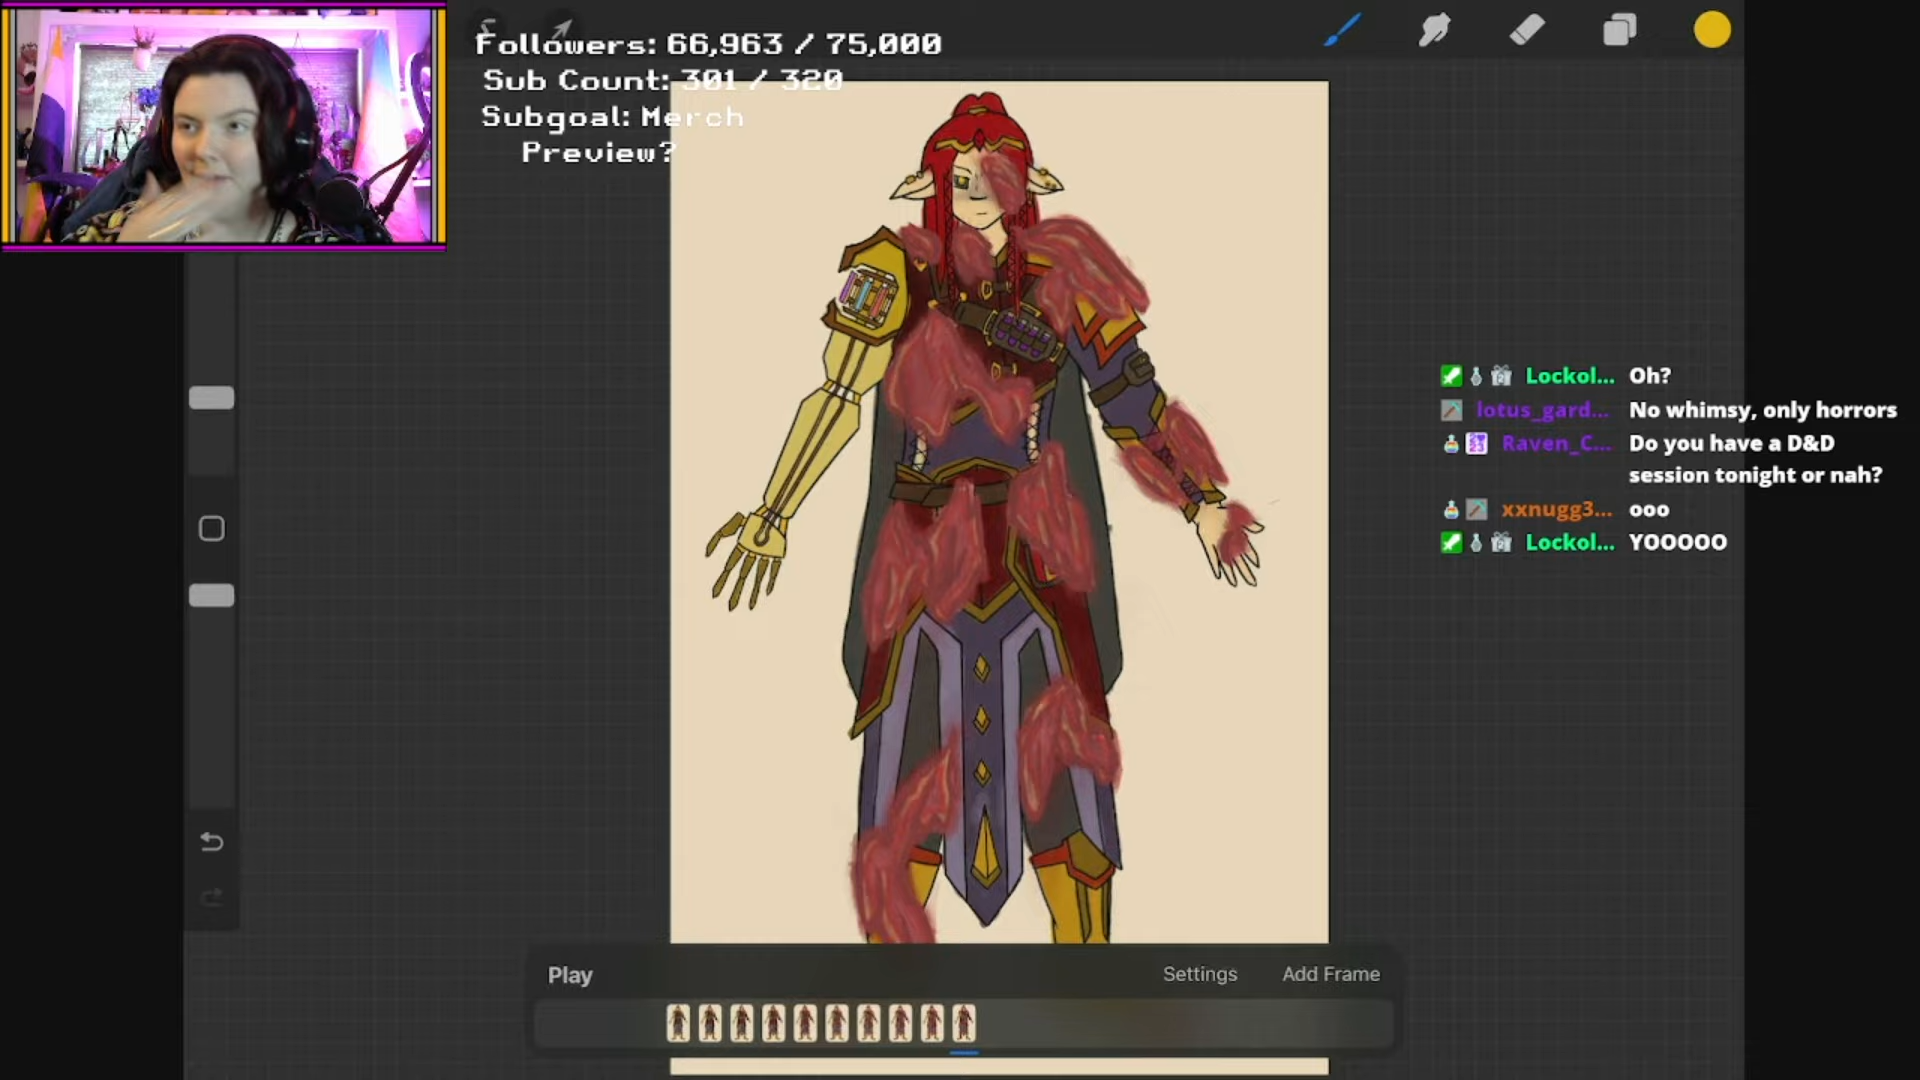 Followers: 66,963 / 75,000
Sub Count: 301 / 320
Subgoal: Merch
Preview?
Lockol... Oh?
lotus_gard... No whimsy, only horrors
Raven_C... Do you have a D&D
session tonight or nah?
xxnugg3... ooo
Lockol... YOOOOO
Play
Settings
Add Frame